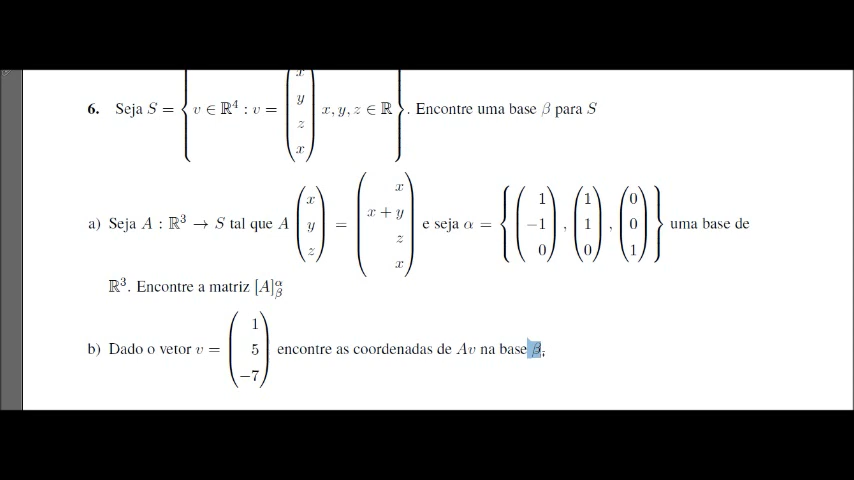 6. Seja S = { v ∈ ℝ⁴ : v = (x y z x) x, y, z ∈ ℝ }. Encontre uma base β para S
a) Seja A : ℝ³ → S tal que A (x y z) = (x x + y z x) e seja α = { (1 −1 0), (1 1 0), (0 0 1) } uma base de
ℝ³. Encontre a matriz [A]^α_β
b) Dado o vetor v = (1 5 −7) encontre as coordenadas de Av na base β;